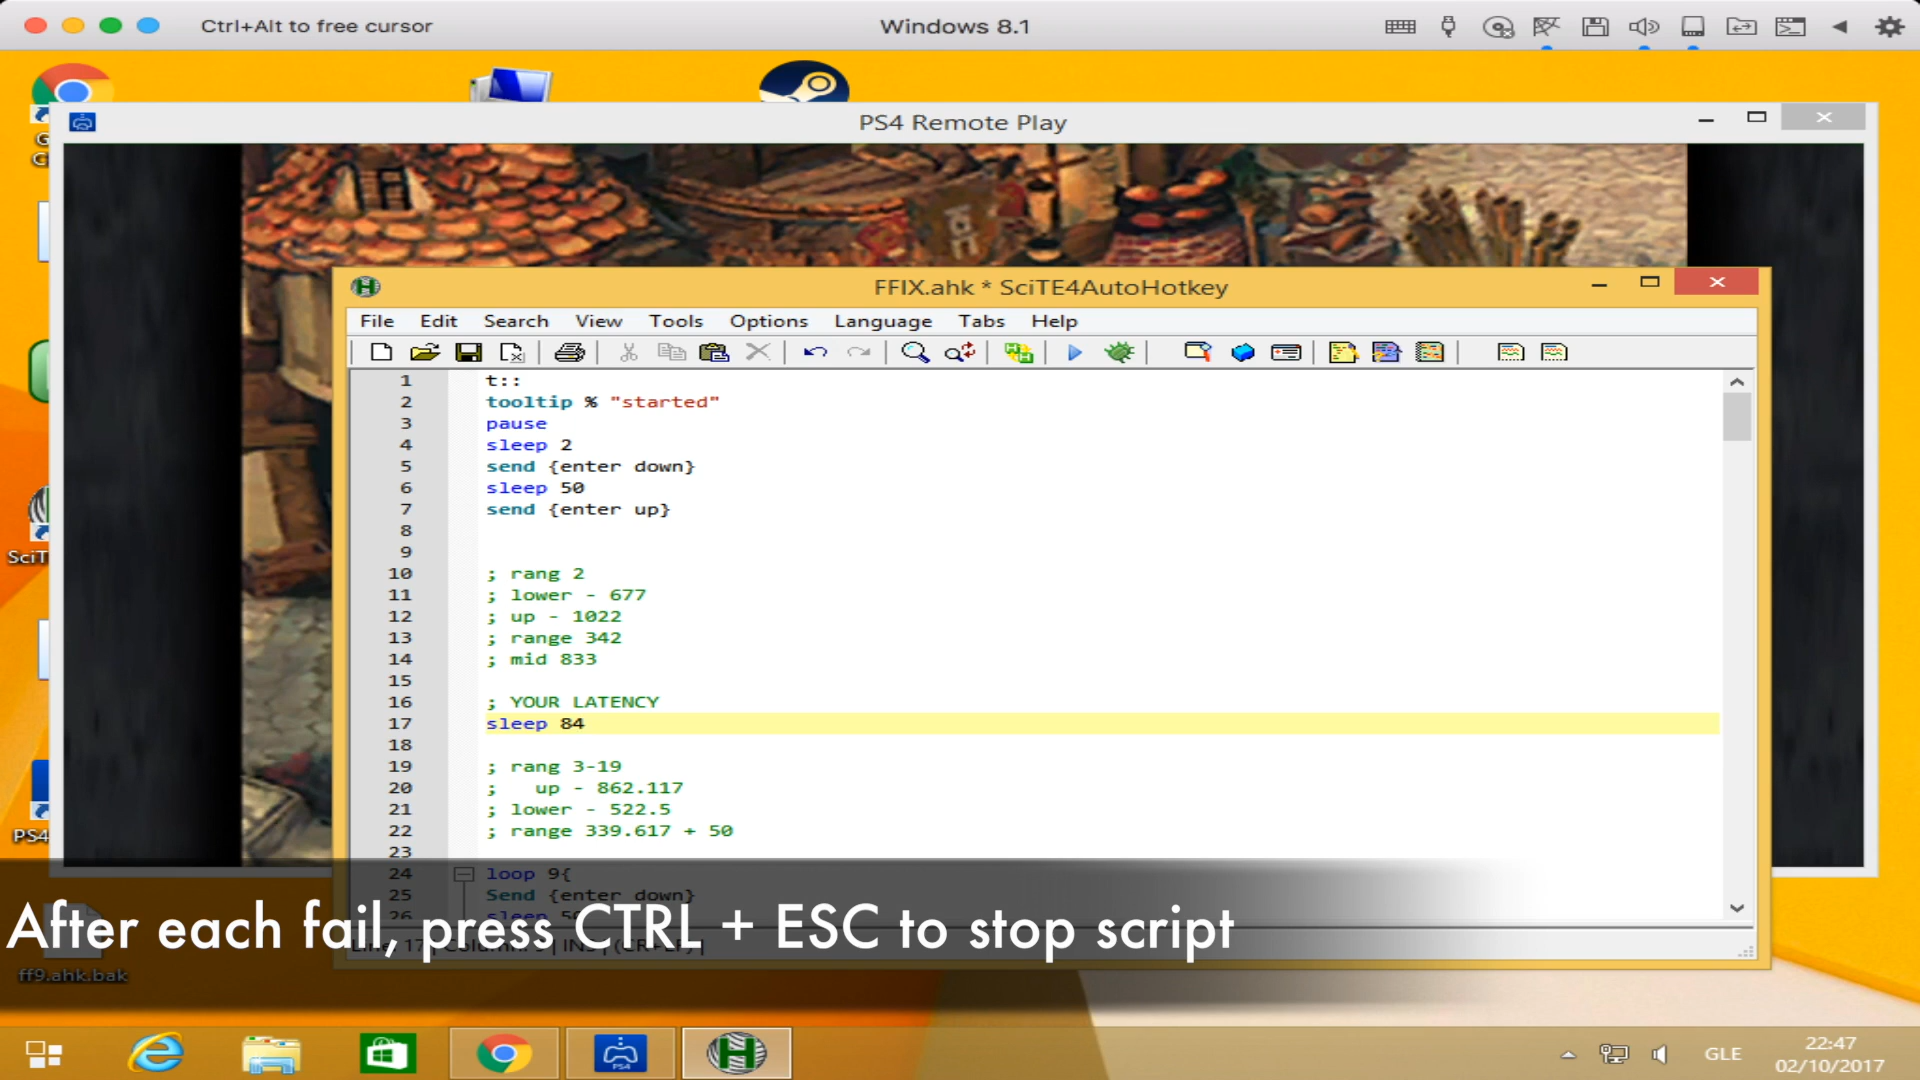 Ctrl+Alt to free cursor
Windows 8.1
PS4 Remote Play
FFIX.ahk * SciTE4AutoHotkey
File Edit Search View Tools Options Language Tabs Help
1 t::
2 tooltip % "started"
3 pause
4 sleep 2
5 send {enter down}
6 sleep 50
7 send {enter up}
8
9
10 ; rang 2
11 ; lower - 677
12 ; up - 1022
13 ; range 342
14 ; mid 833
15
16 ; YOUR LATENCY
17 sleep 84
18
19 ; rang 3-19
20 ; up - 862.117
21 ; lower - 522.5
22 ; range 339.617 + 50
23
24 loop 9{
25 Send {enter down}
26 sleep 50
After each fail, press CTRL + ESC to stop script
SciT
PS4
ff9.ahk.bak
PS4
GLE
22:47
02/10/2017